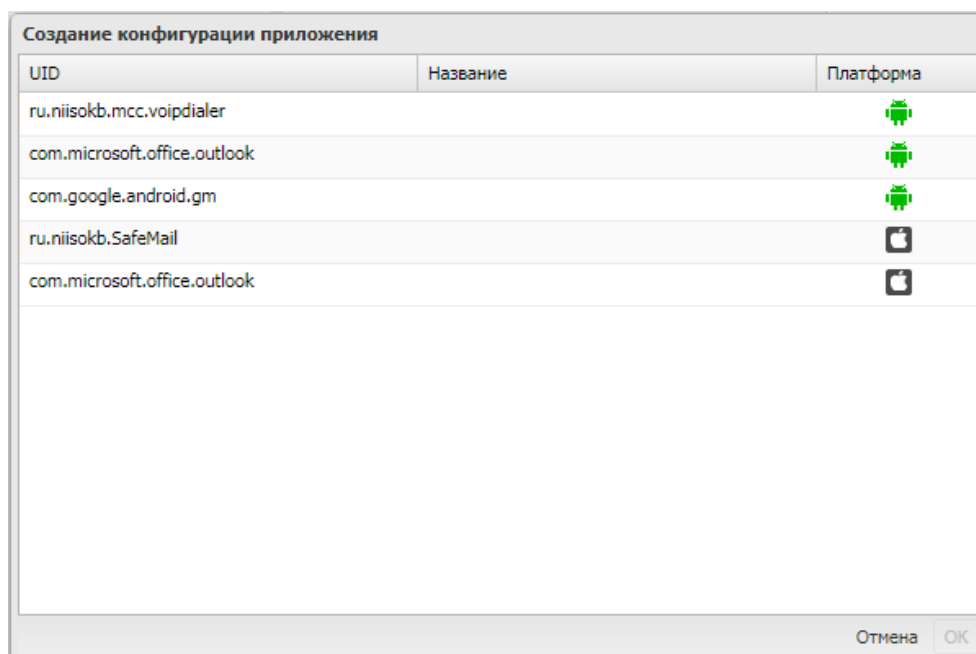 Создание конфигурации приложения
UID Название Платформа
ru.niisokb.mcc.voipdialer
com.microsoft.office.outlook
com.google.android.gm
ru.niisokb.SafeMail
com.microsoft.office.outlook
Отмена OK